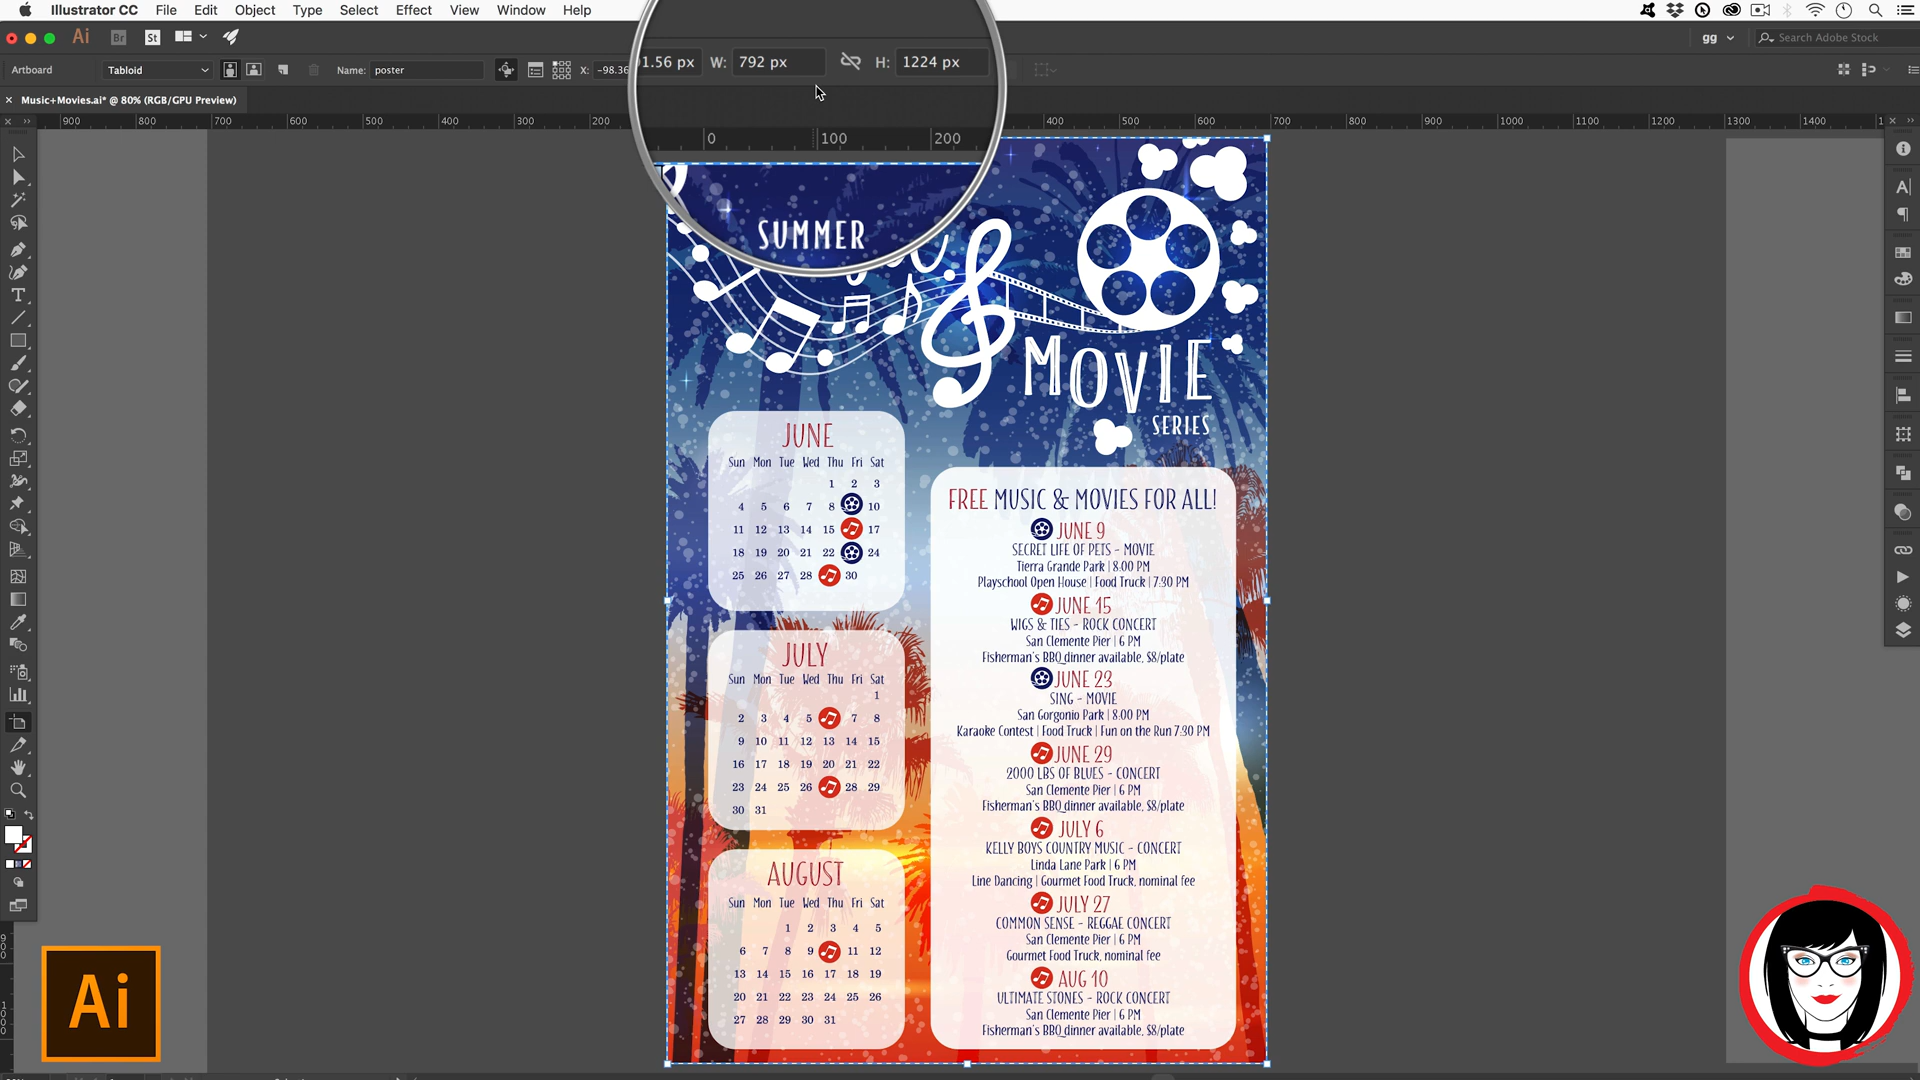 Illustrator CC File Edit Object Type Select Effect View Window Help
Ai Br St gg Search Adobe Stock
Artboard Tabloid Name: poster X: -98.36 1.56 px W: 792 px H: 1224 px
Music+Movies.ai* @ 80% (RGB/GPU Preview)
900 800 700 600 500 400 300 200 0 100 200 400 500 600 700 800 900 1000 1100 1200 1300 1400
SUMMER
MOVIE
SERIES
JUNE
Sun Mon Tue Wed Thu Fri Sat
1 2 3
4 5 6 7 8 10
11 12 13 14 15 17
18 19 20 21 22 24
25 26 27 28 30
JULY
Sun Mon Tue Wed Thu Fri Sat
1
2 3 4 5 7 8
9 10 11 12 13 14 15
16 17 18 19 20 21 22
23 24 25 26 28 29
30 31
AUGUST
Sun Mon Tue Wed Thu Fri Sat
1 2 3 4 5
6 7 8 9 11 12
13 14 15 16 17 18 19
20 21 22 23 24 25 26
27 28 29 30 31
FREE MUSIC & MOVIES FOR ALL!
JUNE 9
SECRET LIFE OF PETS - MOVIE
Tierra Grande Park | 8:00 PM
Playschool Open House | Food Truck | 7:30 PM
JUNE 15
WIGS & TIES - ROCK CONCERT
San Clemente Pier | 6 PM
Fisherman's BBQ dinner available, $8/plate
JUNE 23
SING - MOVIE
San Gorgonio Park | 8:00 PM
Karaoke Contest | Food Truck | Fun on the Run 7:30 PM
JUNE 29
2000 LBS OF BLUES - CONCERT
San Clemente Pier | 6 PM
Fisherman's BBQ dinner available, $8/plate
JULY 6
KELLY BOYS COUNTRY MUSIC - CONCERT
Linda Lane Park | 6 PM
Line Dancing | Gourmet Food Truck, nominal fee
JULY 27
COMMON SENSE - REGGAE CONCERT
San Clemente Pier | 6 PM
Gourmet Food Truck, nominal fee
AUG 10
ULTIMATE STONES - ROCK CONCERT
San Clemente Pier | 6 PM
Fisherman's BBQ dinner available, $8/plate
Ai